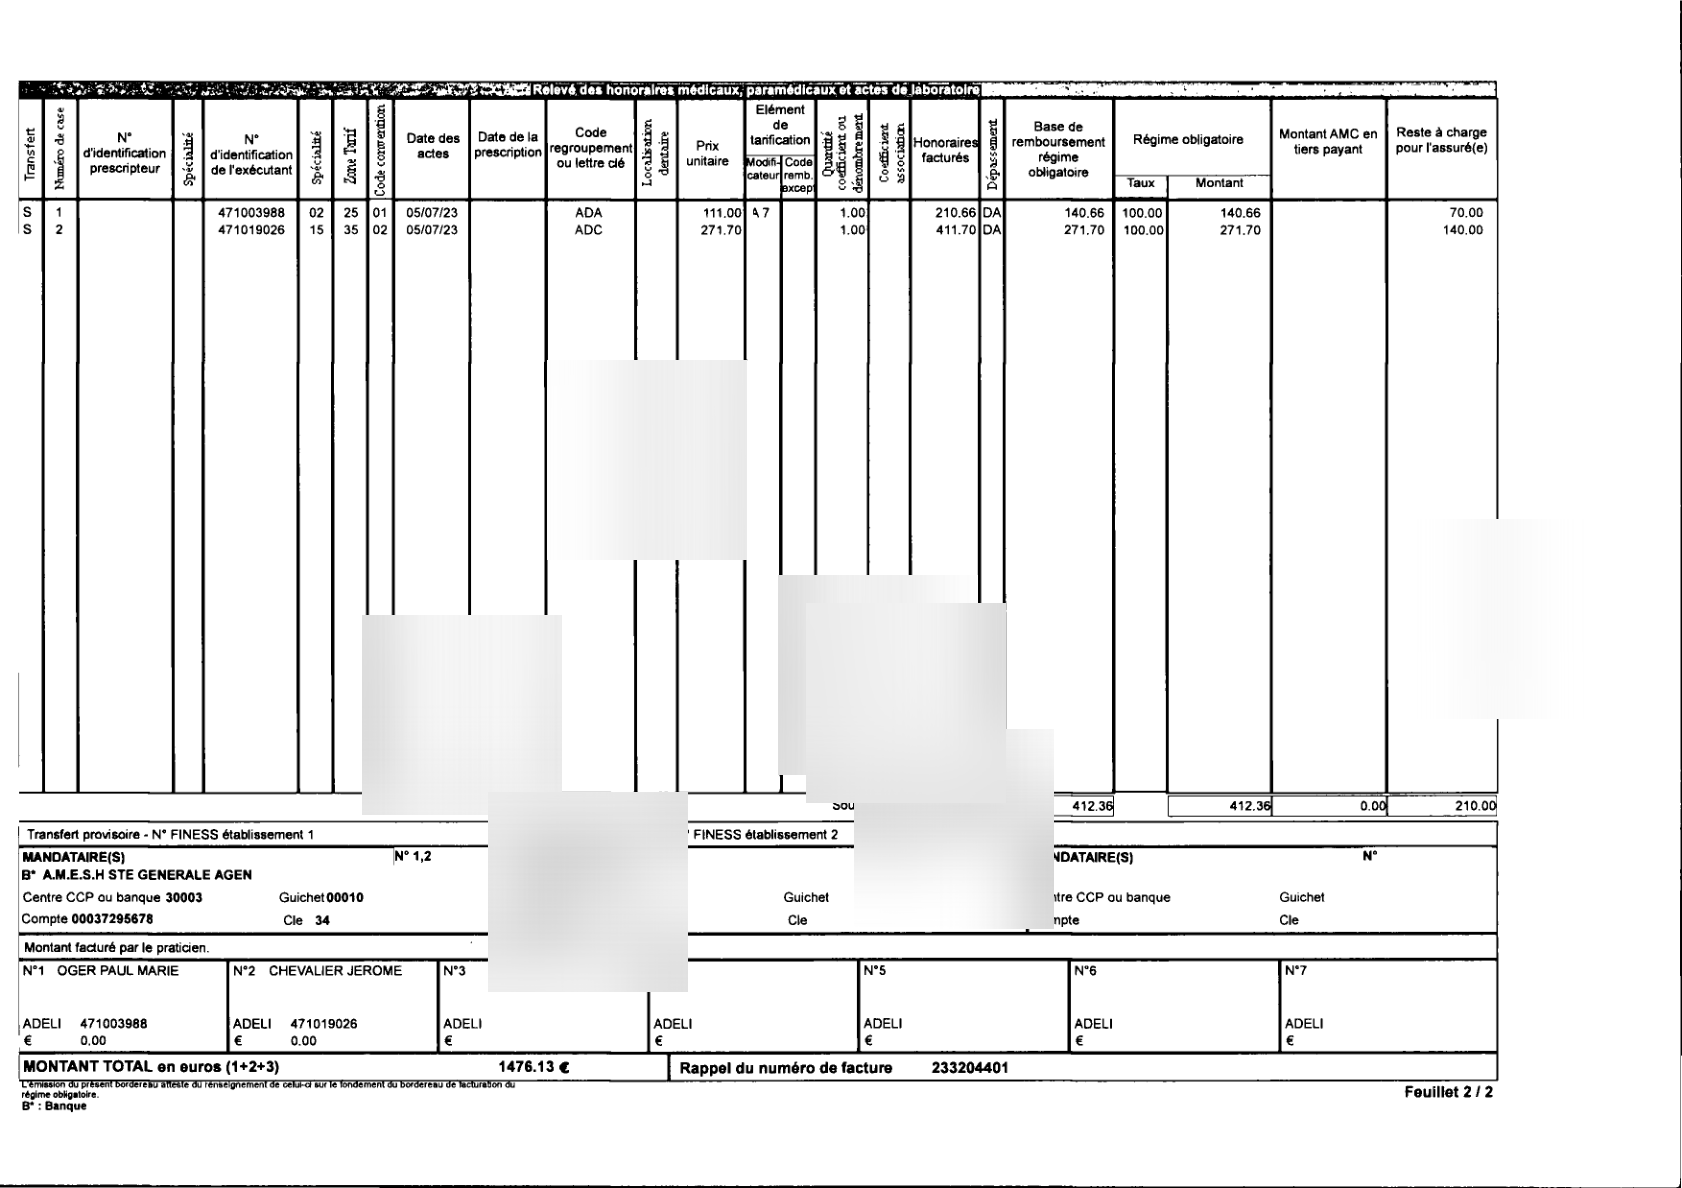 Relevé des honoraires médicaux, paramédicaux et actes de laboratoire
Transfert
Numéro de case
N° d'identification prescripteur
Spécialité
N° d'identification de l'exécutant
Spécialité
Zone Tarif
Code convention
Date des actes
Date de la prescription
Code regroupement ou lettre clé
Localisation dentaire
Prix unitaire
Elément de tarification
Modifi-cateur
Code remb. except
Quantité coefficient ou dénombrement
Coefficient association
Honoraires facturés
Dépassement
Base de remboursement régime obligatoire
Régime obligatoire
Taux
Montant
Montant AMC en tiers payant
Reste à charge pour l'assuré(e)
S 1 471003988 02 25 01 05/07/23 ADA 111.00 A 7 1.00 210.66 DA 140.66 100.00 140.66 70.00
S 2 471019026 15 35 02 05/07/23 ADC 271.70 1.00 411.70 DA 271.70 100.00 271.70 140.00
412.36 412.36 0.00 210.00
Transfert provisoire - N° FINESS établissement 1 FINESS établissement 2
MANDATAIRE(S) N° 1,2 NDATAIRE(S) N°
B* A.M.E.S.H STE GENERALE AGEN
Centre CCP ou banque 30003 Guichet 00010 Guichet tre CCP ou banque Guichet
Compte 00037295678 Cle 34 Cle mpte Cle
Montant facturé par le praticien.
N°1 OGER PAUL MARIE N°2 CHEVALIER JEROME N°3 N°5 N°6 N°7
ADELI 471003988 ADELI 471019026 ADELI ADELI ADELI ADELI ADELI
€ 0.00 € 0.00 € € € € €
MONTANT TOTAL en euros (1+2+3) 1476.13 € Rappel du numéro de facture 233204401
L'émission du présent bordereau atteste du renseignement de celui-ci sur le fondement du bordereau de facturation du
régime obligatoire.
B* : Banque
Feuillet 2 / 2